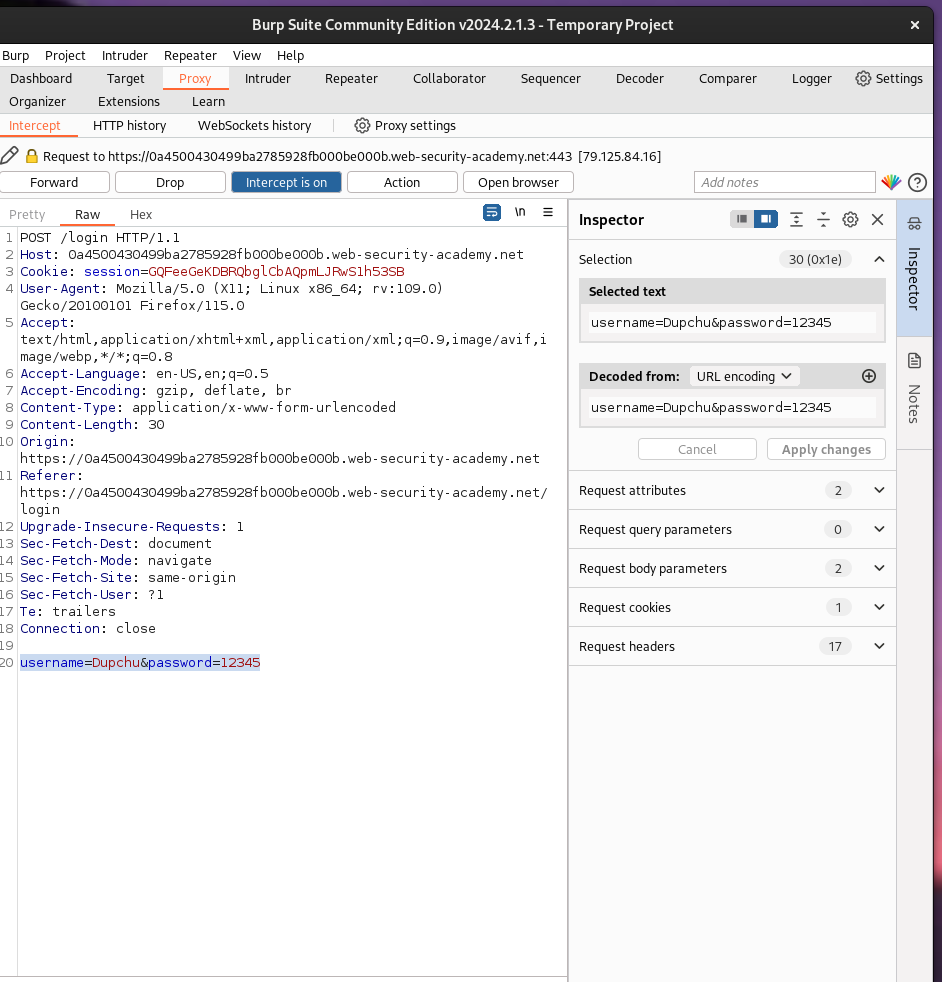 Burp Suite Community Edition v2024.2.1.3 - Temporary Project
Burp Project Intruder Repeater View Help
Dashboard Target Proxy Intruder Repeater Collaborator Sequencer Decoder Comparer Logger Settings
Organizer Extensions Learn
Intercept HTTP history WebSockets history Proxy settings
Request to https://0a4500430499ba2785928fb000be000b.web-security-academy.net:443 [79.125.84.16]
Forward Drop Intercept is on Action Open browser Add notes ?
Pretty Raw Hex \n
1 POST /login HTTP/1.1
2 Host: 0a4500430499ba2785928fb000be000b.web-security-academy.net
3 Cookie: session=GQFeeGeKDBRQbglCbAQpmLJRwS1h53SB
4 User-Agent: Mozilla/5.0 (X11; Linux x86_64; rv:109.0)
Gecko/20100101 Firefox/115.0
5 Accept:
text/html,application/xhtml+xml,application/xml;q=0.9,image/avif,i
mage/webp,*/*;q=0.8
6 Accept-Language: en-US,en;q=0.5
7 Accept-Encoding: gzip, deflate, br
8 Content-Type: application/x-www-form-urlencoded
9 Content-Length: 30
10 Origin:
https://0a4500430499ba2785928fb000be000b.web-security-academy.net
11 Referer:
https://0a4500430499ba2785928fb000be000b.web-security-academy.net/
login
12 Upgrade-Insecure-Requests: 1
13 Sec-Fetch-Dest: document
14 Sec-Fetch-Mode: navigate
15 Sec-Fetch-Site: same-origin
16 Sec-Fetch-User: ?1
17 Te: trailers
18 Connection: close
19
20 username=Dupchu&password=12345
Inspector
Selection 30 (0x1e)
Selected text
username=Dupchu&password=12345
Decoded from: URL encoding
username=Dupchu&password=12345
Cancel Apply changes
Request attributes 2
Request query parameters 0
Request body parameters 2
Request cookies 1
Request headers 17
Inspector
Notes